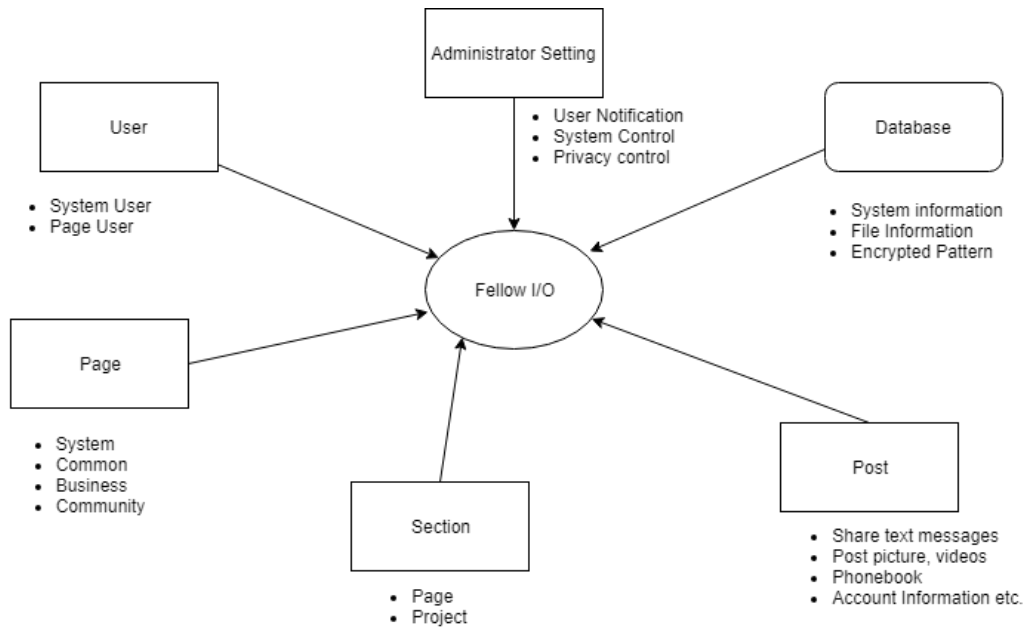 Administrator Setting
• User Notification
• System Control
• Privacy control
User
• System User
• Page User
Database
• System information
• File Information
• Encrypted Pattern
Fellow I/O
Page
• System
• Common
• Business
• Community
Section
• Page
• Project
Post
• Share text messages
• Post picture, videos
• Phonebook
• Account Information etc.